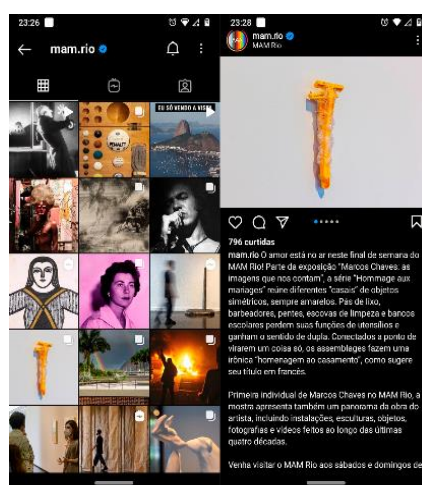 23:26
mam.rio
EU SÓ VENDO A VISTA
PENALTY
23:28
mam.rio
MAM Rio
796 curtidas
mam.rio O amor está no ar neste final de semana do
MAM Rio! Parte da exposição "Marcos Chaves, as
imagens que nos contam", a série "Hommage aux
mariages" reúne diferentes "casais" de objetos
simétricos, sempre amarelos. Pás de lixo,
barbeadores, pentes, escovas de limpeza e bancos
escolares perdem suas funções de utensílios e
ganham o sentido de dupla. Conectados a ponto de
virarem um coisa só, os assemblages fazem uma
irônica "homenagem ao casamento", como sugere
seu título em francês.
Primeira individual de Marcos Chaves no MAM Rio, a
mostra apresenta também um panorama da obra do
artista, incluindo instalações, esculturas, objetos,
fotografias e vídeos feitos ao longo das últimas
quatro décadas.
Venha visitar o MAM Rio aos sábados e domingos de